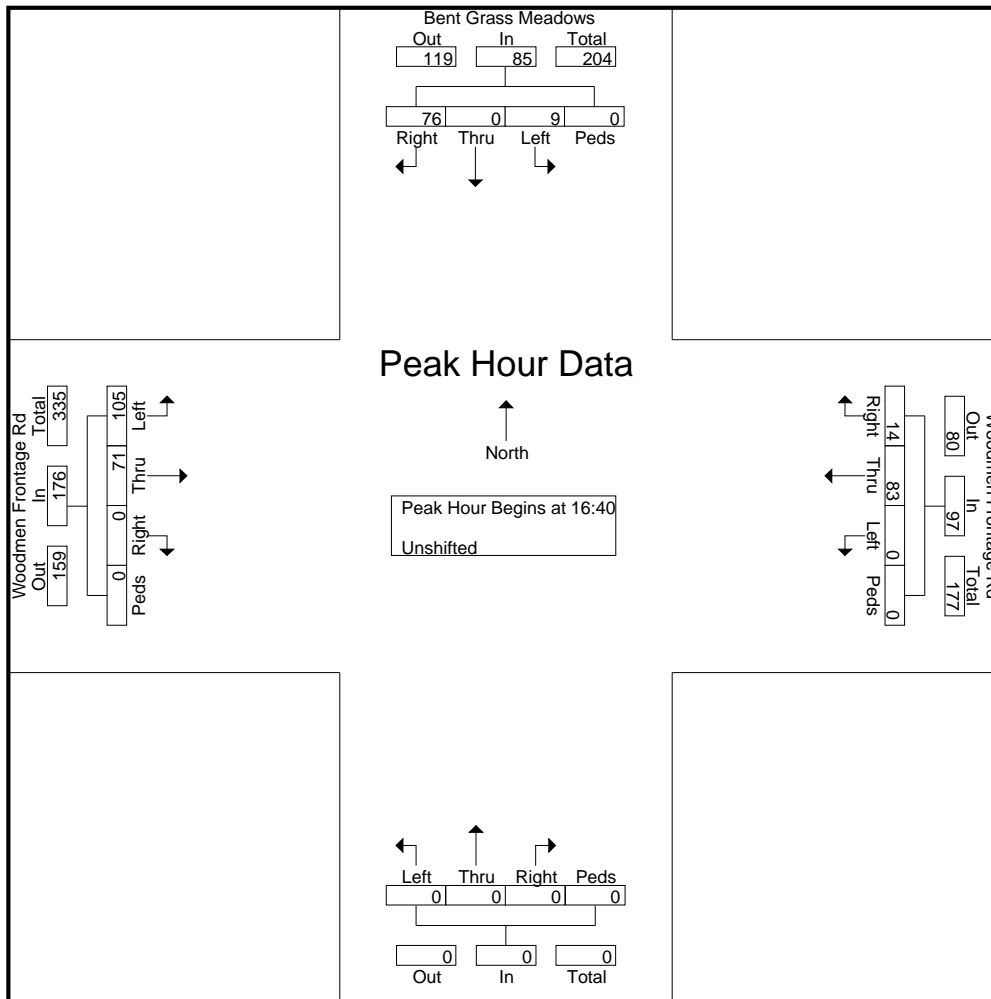 Bent Grass Meadows
Out In Total
119 85 204
76 0 9 0
Right Thru Left Peds
Peak Hour Data
North
Peak Hour Begins at 16:40
Unshifted
Woodmen Frontage Rd
Total In Out
335 176 159
105 71 0 0
Left Thru Right Peds
Right Thru Left Peds
14 83 0 0
80 97 177
Out In Total
Woodmen Frontage Rd
Left Thru Right Peds
0 0 0 0
0 0 0
Out In Total